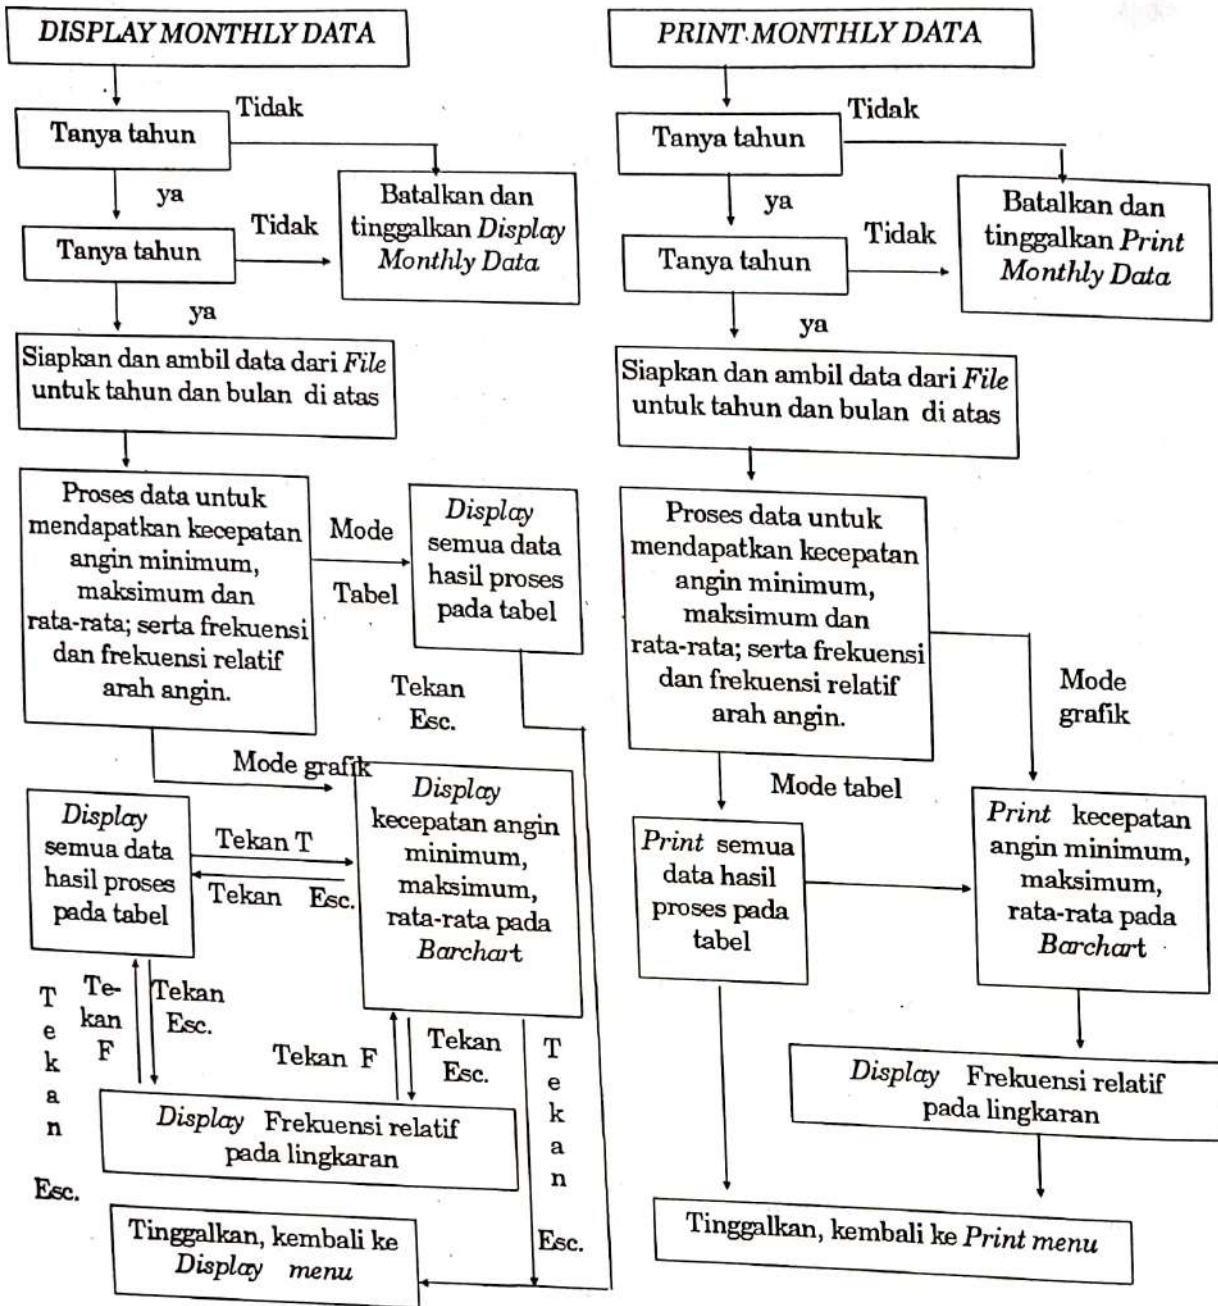 DISPLAY MONTHLY DATA
Tidak
Tanya tahun
ya
Batalkan dan
tinggalkan Display
Monthly Data
Tidak
Tanya tahun
ya
Siapkan dan ambil data dari File
untuk tahun dan bulan di atas
Proses data untuk
mendapatkan kecepatan
angin minimum,
maksimum dan
rata-rata; serta frekuensi
dan frekuensi relatif
arah angin.
Mode
Tabel
Display
semua data
hasil proses
pada tabel
Tekan
Esc.
Mode grafik
Display
semua data
hasil proses
pada tabel
Tekan T
Tekan Esc.
Display
kecepatan angin
minimum,
maksimum,
rata-rata pada
Barchart
T
e
k
a
n
Esc.
Te-
kan
F
Tekan
Esc.
Tekan F
Tekan
Esc.
T
e
k
a
n
Esc.
Display Frekuensi relatif
pada lingkaran
Tinggalkan, kembali ke
Display menu
PRINT MONTHLY DATA
Tidak
Tanya tahun
ya
Batalkan dan
tinggalkan Print
Monthly Data
Tidak
Tanya tahun
ya
Siapkan dan ambil data dari File
untuk tahun dan bulan di atas
Proses data untuk
mendapatkan kecepatan
angin minimum,
maksimum dan
rata-rata; serta frekuensi
dan frekuensi relatif
arah angin.
Mode
grafik
Mode tabel
Print semua
data hasil
proses pada
tabel
Print kecepatan
angin minimum,
maksimum,
rata-rata pada
Barchart
Display Frekuensi relatif
pada lingkaran
Tinggalkan, kembali ke Print menu